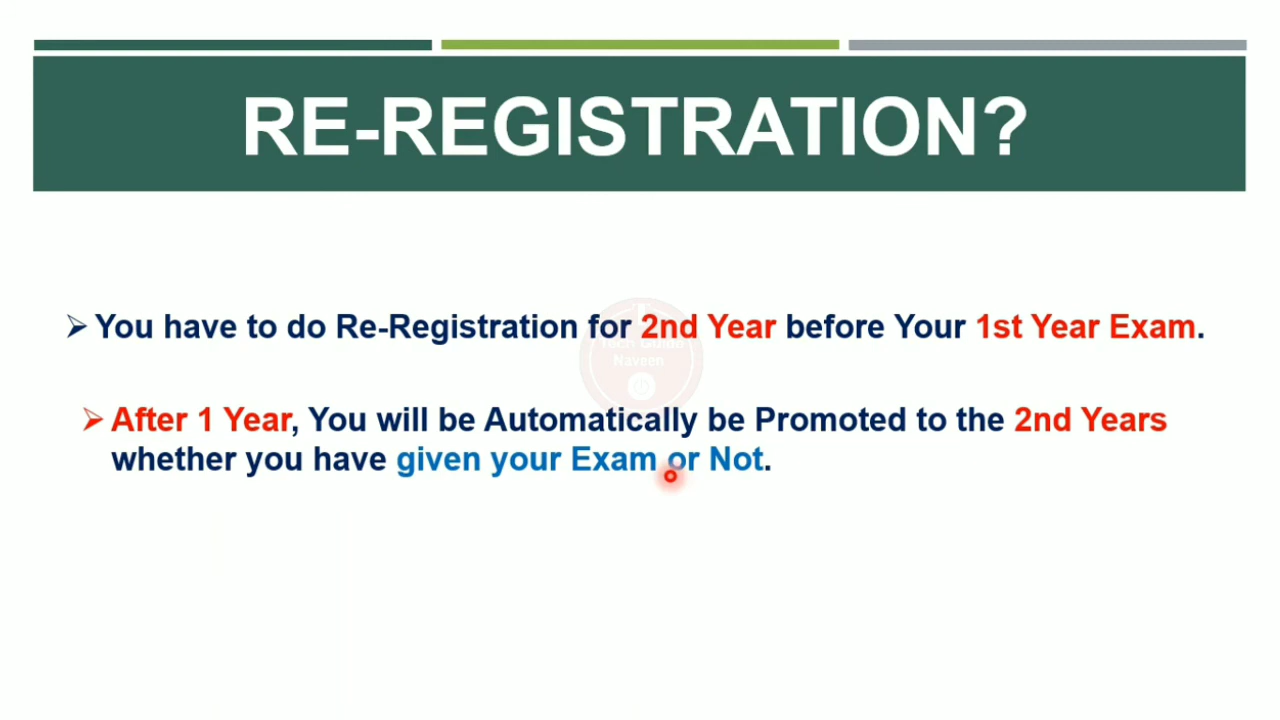 RE-REGISTRATION?
You have to do Re-Registration for 2nd Year before Your 1st Year Exam.
After 1 Year, You will be Automatically be Promoted to the 2nd Years
whether you have given your Exam or Not.
Naveen